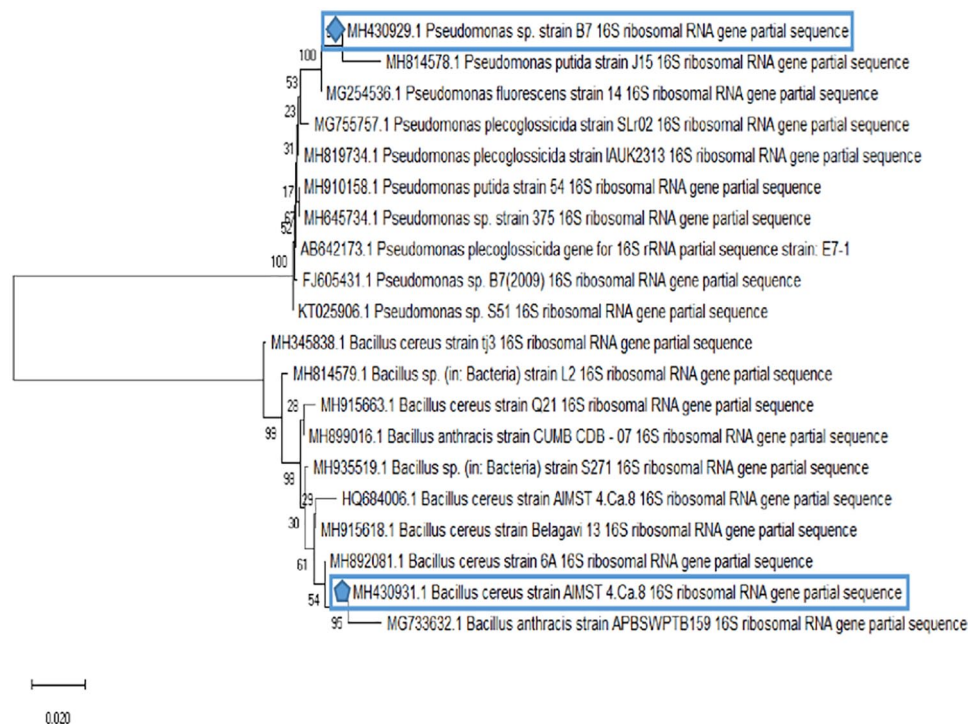 MH430929.1 Pseudomonas sp. strain B7 16S ribosomal RNA gene partial sequence
100
MH814578.1 Pseudomonas putida strain J15 16S ribosomal RNA gene partial sequence
53
MG254536.1 Pseudomonas fluorescens strain 14 16S ribosomal RNA gene partial sequence
23
MG755757.1 Pseudomonas plecoglossicida strain SLr02 16S ribosomal RNA gene partial sequence
31
MH819734.1 Pseudomonas plecoglossicida strain IAUK2313 16S ribosomal RNA gene partial sequence
17
MH910158.1 Pseudomonas putida strain 54 16S ribosomal RNA gene partial sequence
67
MH645734.1 Pseudomonas sp. strain 375 16S ribosomal RNA gene partial sequence
52
AB642173.1 Pseudomonas plecoglossicida gene for 16S rRNA partial sequence strain: E7-1
100
FJ605431.1 Pseudomonas sp. B7(2009) 16S ribosomal RNA gene partial sequence
KT025906.1 Pseudomonas sp. S51 16S ribosomal RNA gene partial sequence
MH345838.1 Bacillus cereus strain tj3 16S ribosomal RNA gene partial sequence
MH814579.1 Bacillus sp. (in: Bacteria) strain L2 16S ribosomal RNA gene partial sequence
28
MH915663.1 Bacillus cereus strain Q21 16S ribosomal RNA gene partial sequence
99
MH899016.1 Bacillus anthracis strain CUMB CDB - 07 16S ribosomal RNA gene partial sequence
98
MH935519.1 Bacillus sp. (in: Bacteria) strain S271 16S ribosomal RNA gene partial sequence
29
HQ684006.1 Bacillus cereus strain AIMST 4.Ca.8 16S ribosomal RNA gene partial sequence
30
MH915618.1 Bacillus cereus strain Belagavi 13 16S ribosomal RNA gene partial sequence
61
MH892081.1 Bacillus cereus strain 6A 16S ribosomal RNA gene partial sequence
54
MH430931.1 Bacillus cereus strain AIMST 4.Ca.8 16S ribosomal RNA gene partial sequence
95
MG733632.1 Bacillus anthracis strain APBSWPTB159 16S ribosomal RNA gene partial sequence
0.020